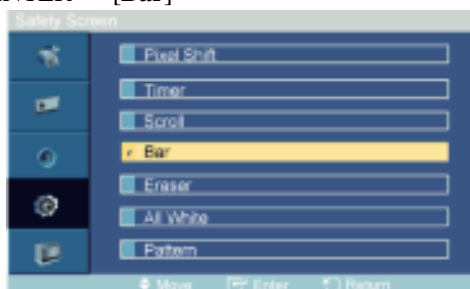 [Bar]
Safety Screen
Pixel Shift
Timer
Scroll
Bar
Eraser
All White
Pattern
Move Enter Return